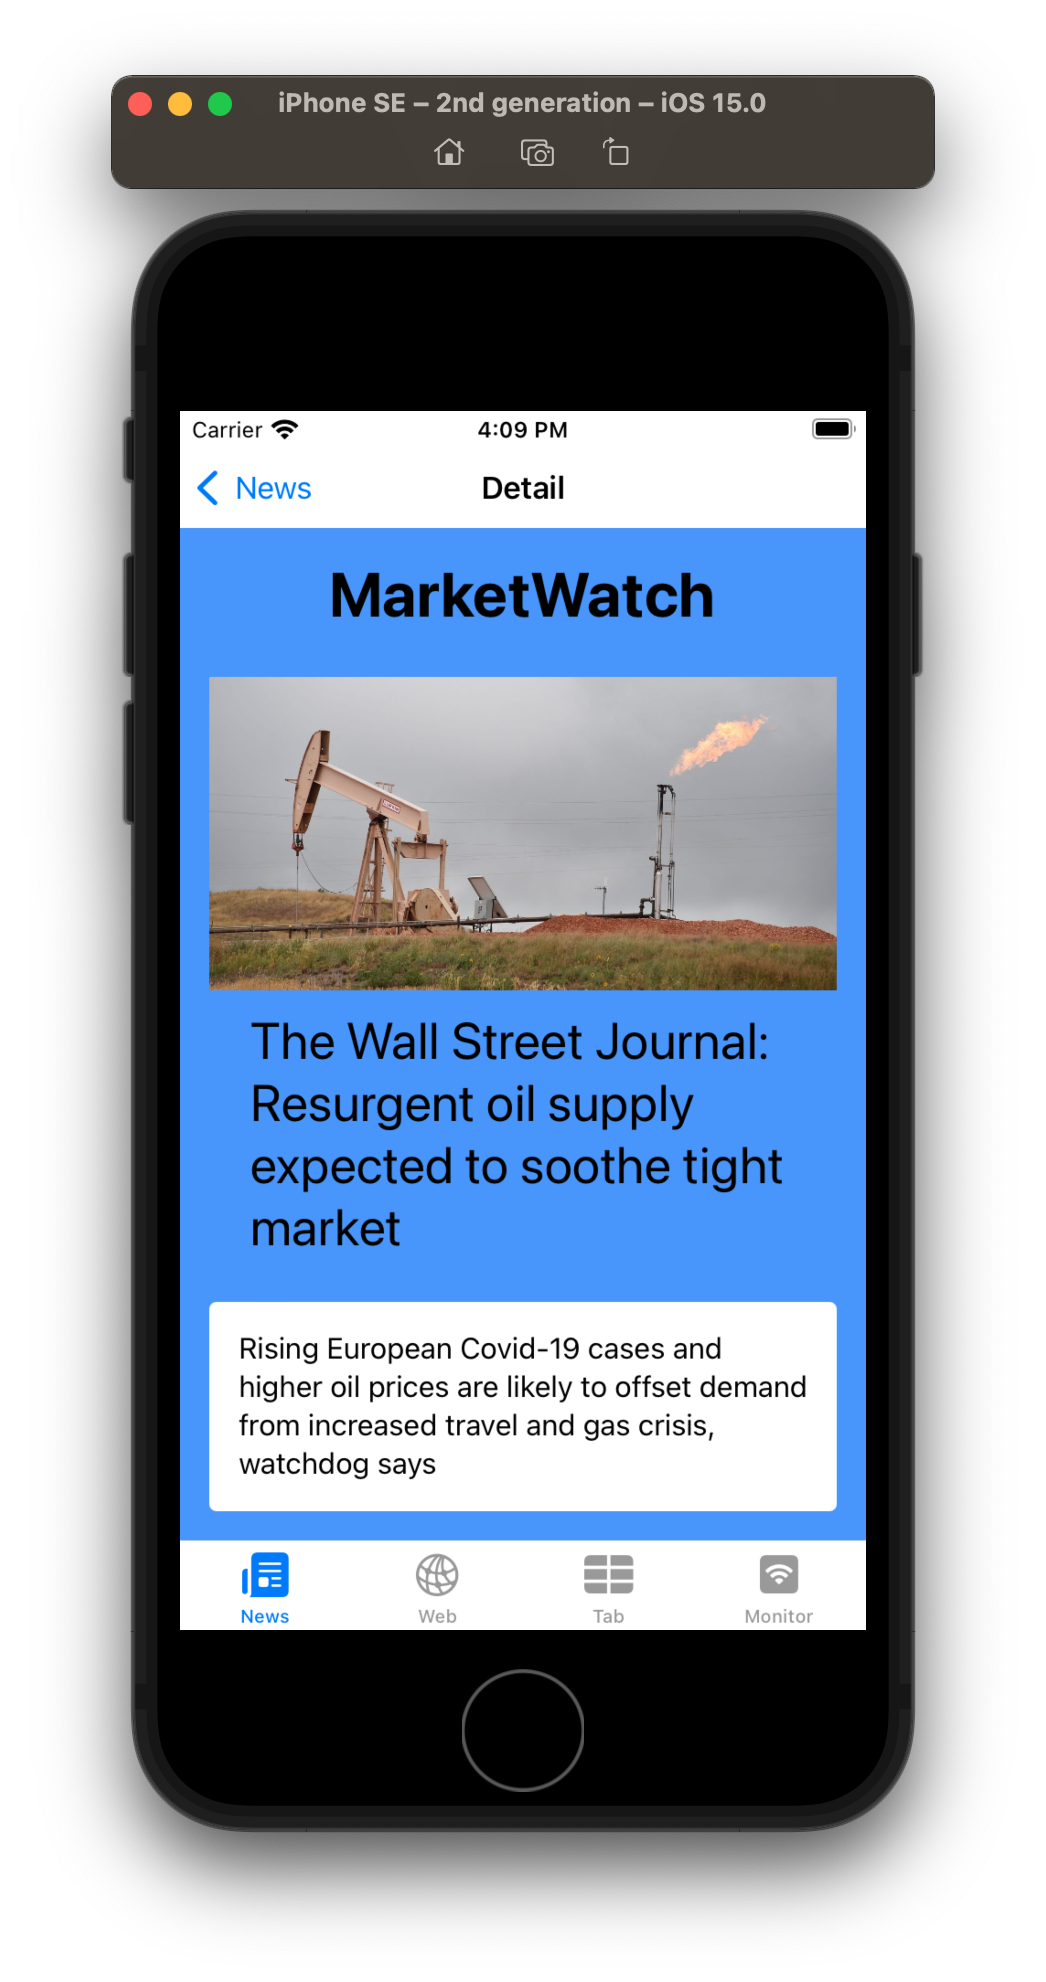 iPhone SE – 2nd generation – iOS 15.0
Carrier 4:09 PM
News Detail
MarketWatch
The Wall Street Journal:
Resurgent oil supply
expected to soothe tight
market
Rising European Covid-19 cases and
higher oil prices are likely to offset demand
from increased travel and gas crisis,
watchdog says
News Web Tab Monitor